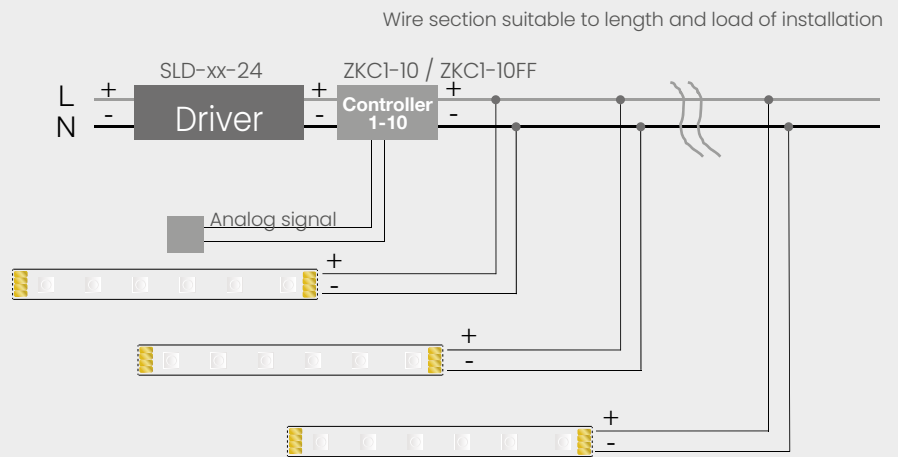 Wire section suitable to length and load of installation
SLD-xx-24 ZKC1-10 / ZKC1-10FF
L + Driver + Controller 1-10 +
N - - -
Analog signal
+
-
+
-
+
-